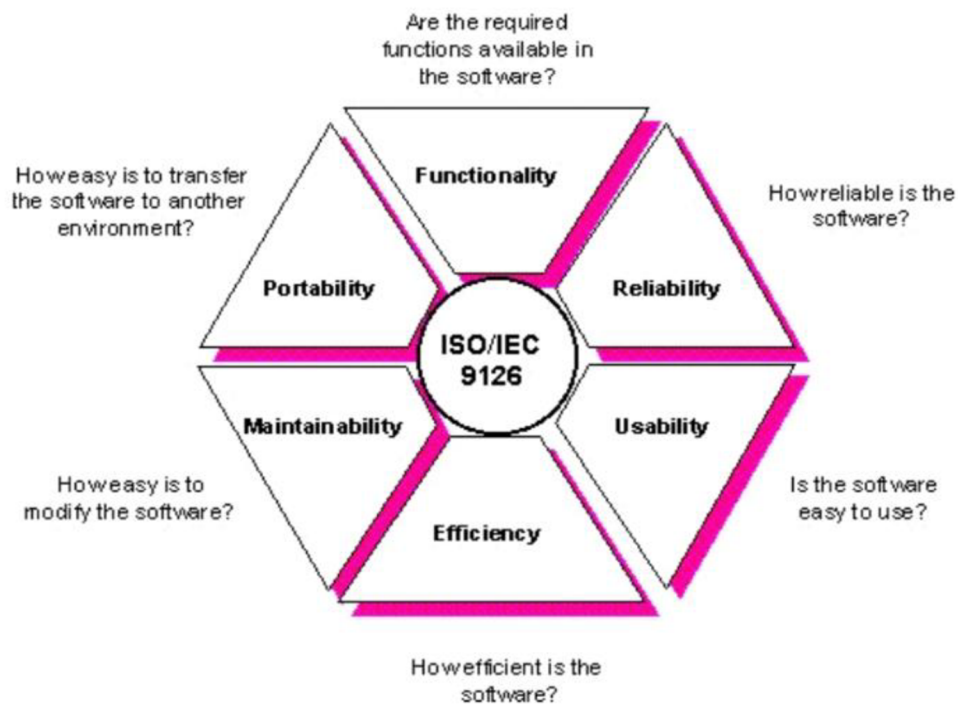 Are the required
functions available in
the software?
Functionality
How easy is to transfer
the software to another
environment?
Portability
How reliable is the
software?
Reliability
ISO/IEC
9126
Maintainability
How easy is to
modify the software?
Usability
Is the software
easy to use?
Efficiency
How efficient is the
software?